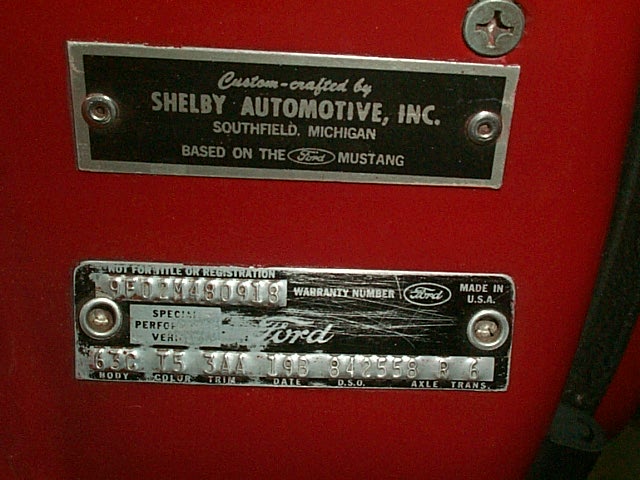 Custom-crafted by
SHELBY AUTOMOTIVE, INC.
SOUTHFIELD, MICHIGAN
BASED ON THE Ford MUSTANG
NOT FOR TITLE OR REGISTRATION
9F02M480918 WARRANTY NUMBER Ford MADE IN U.S.A.
SPECIAL
PERFORMANCE
VEHICLE Ford
63C T5 3AA 19B 842558 R 6
BODY COLOR TRIM DATE D.S.O. AXLE TRANS.